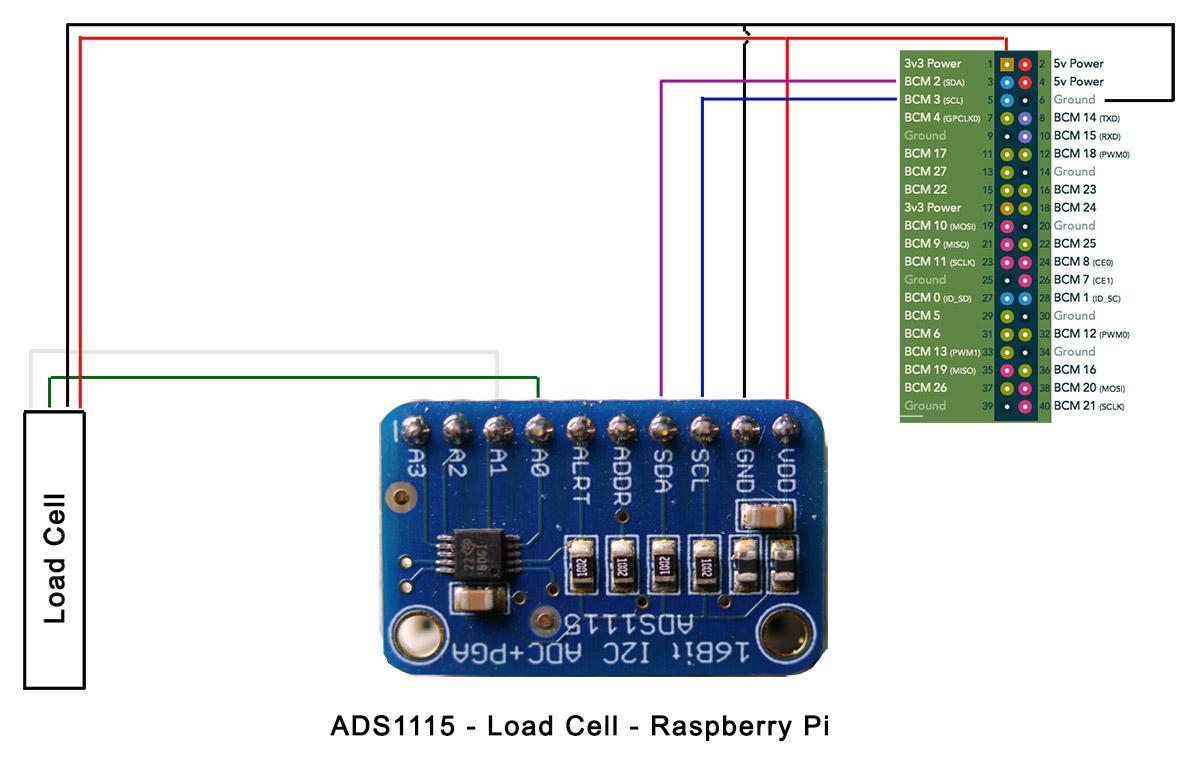 3v3 Power 1 2 5v Power
BCM 2 (SDA) 3 4 5v Power
BCM 3 (SCL) 5 6 Ground
BCM 4 (GPCLK0) 7 8 BCM 14 (TXD)
Ground 9 10 BCM 15 (RXD)
BCM 17 11 12 BCM 18 (PWM0)
BCM 27 13 14 Ground
BCM 22 15 16 BCM 23
3v3 Power 17 18 BCM 24
BCM 10 (MOSI) 19 20 Ground
BCM 9 (MISO) 21 22 BCM 25
BCM 11 (SCLK) 23 24 BCM 8 (CE0)
Ground 25 26 BCM 7 (CE1)
BCM 0 (ID_SD) 27 28 BCM 1 (ID_SC)
BCM 5 29 30 Ground
BCM 6 31 32 BCM 12 (PWM0)
BCM 13 (PWM1) 33 34 Ground
BCM 19 (MISO) 35 36 BCM 16
BCM 26 37 38 BCM 20 (MOSI)
Ground 39 40 BCM 21 (SCLK)
Load Cell
A3 A2 A1 A0 ALRT ADDR SDA SCL GND VDD
1002 1002 1002 1002
ADS1115
16Bit I2C ADC+PGA
ADS1115 - Load Cell - Raspberry Pi